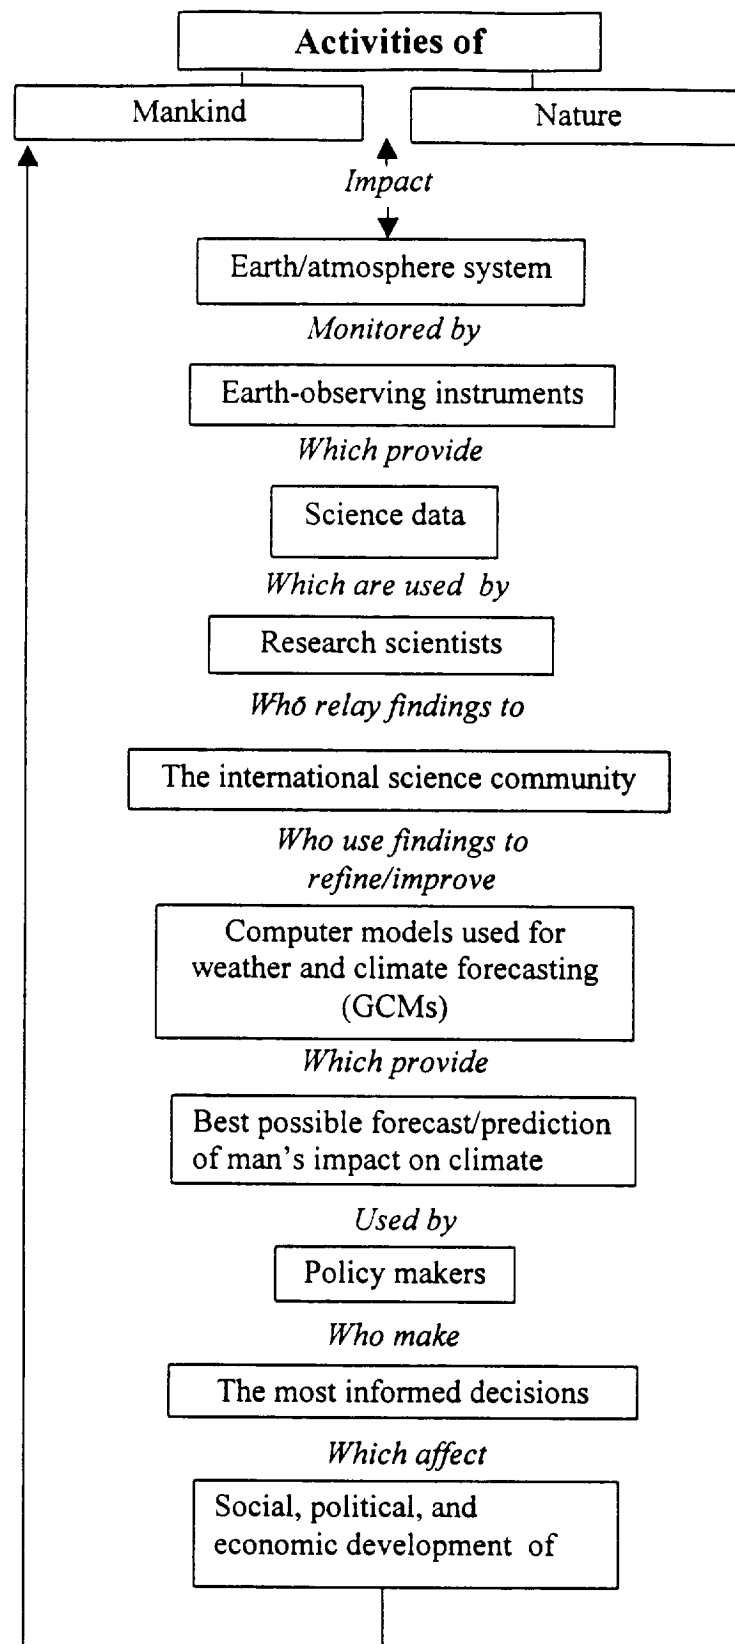 Activities of
Mankind
Nature
Impact
Earth/atmosphere system
Monitored by
Earth-observing instruments
Which provide
Science data
Which are used by
Research scientists
Who relay findings to
The international science community
Who use findings to
refine/improve
Computer models used for
weather and climate forecasting
(GCMs)
Which provide
Best possible forecast/prediction
of man's impact on climate
Used by
Policy makers
Who make
The most informed decisions
Which affect
Social, political, and
economic development of